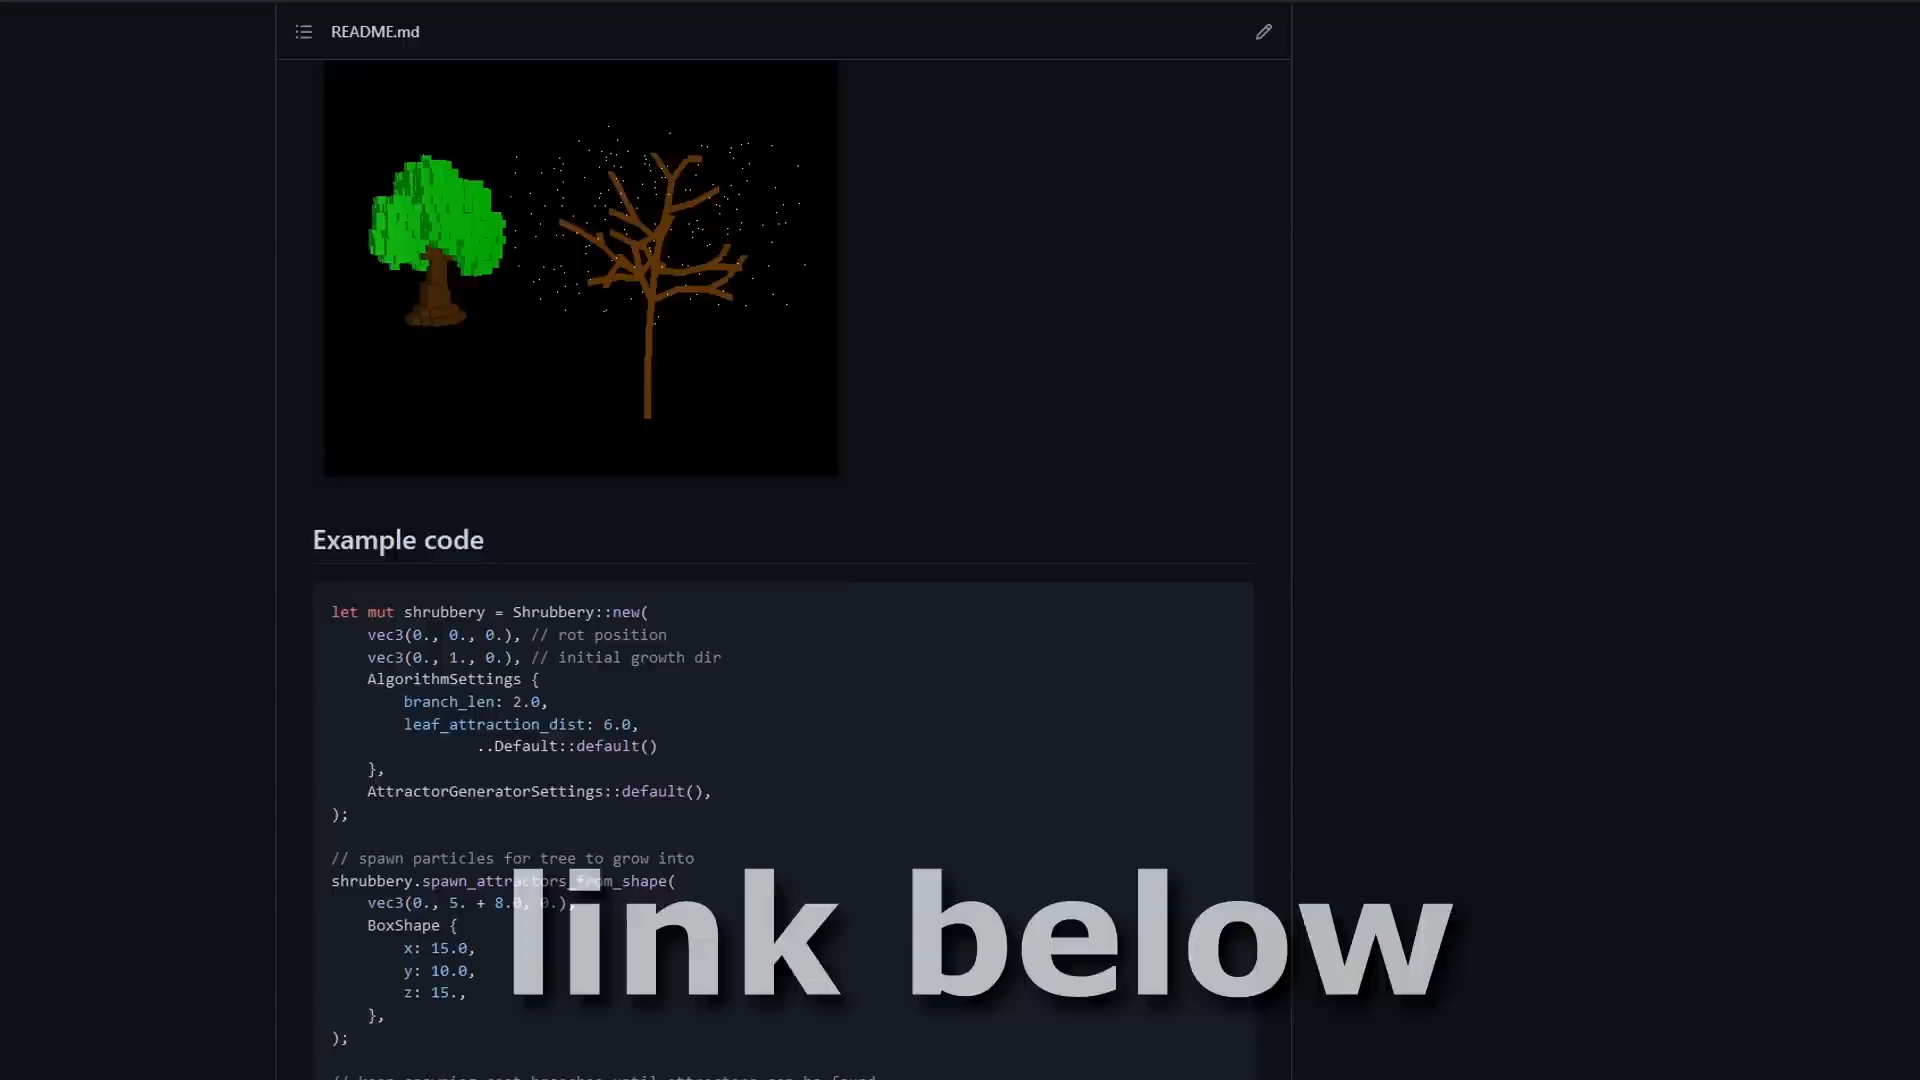 README.md
Example code
let mut shrubbery = Shrubbery::new(
    vec3(0., 0., 0.), // rot position
    vec3(0., 1., 0.), // initial growth dir
    AlgorithmSettings {
        branch_len: 2.0,
        leaf_attraction_dist: 6.0,
                ..Default::default()
    },
    AttractorGeneratorSettings::default(),
);
// spawn particles for tree to grow into
shrubbery.spawn_attractors_from_shape(
    vec3(0., 5. + 8.0, 0.),
    BoxShape {
        x: 15.0,
        y: 10.0,
        z: 15.,
    },
);
link below